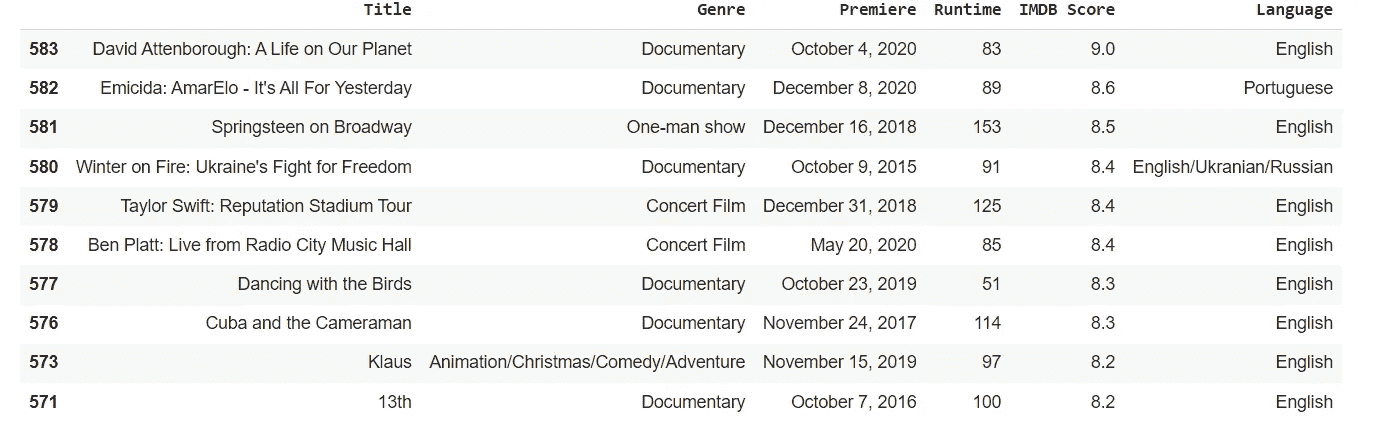 Title Genre Premiere Runtime IMDB Score Language
583 David Attenborough: A Life on Our Planet Documentary October 4, 2020 83 9.0 English
582 Emicida: AmarElo - It's All For Yesterday Documentary December 8, 2020 89 8.6 Portuguese
581 Springsteen on Broadway One-man show December 16, 2018 153 8.5 English
580 Winter on Fire: Ukraine's Fight for Freedom Documentary October 9, 2015 91 8.4 English/Ukranian/Russian
579 Taylor Swift: Reputation Stadium Tour Concert Film December 31, 2018 125 8.4 English
578 Ben Platt: Live from Radio City Music Hall Concert Film May 20, 2020 85 8.4 English
577 Dancing with the Birds Documentary October 23, 2019 51 8.3 English
576 Cuba and the Cameraman Documentary November 24, 2017 114 8.3 English
573 Klaus Animation/Christmas/Comedy/Adventure November 15, 2019 97 8.2 English
571 13th Documentary October 7, 2016 100 8.2 English